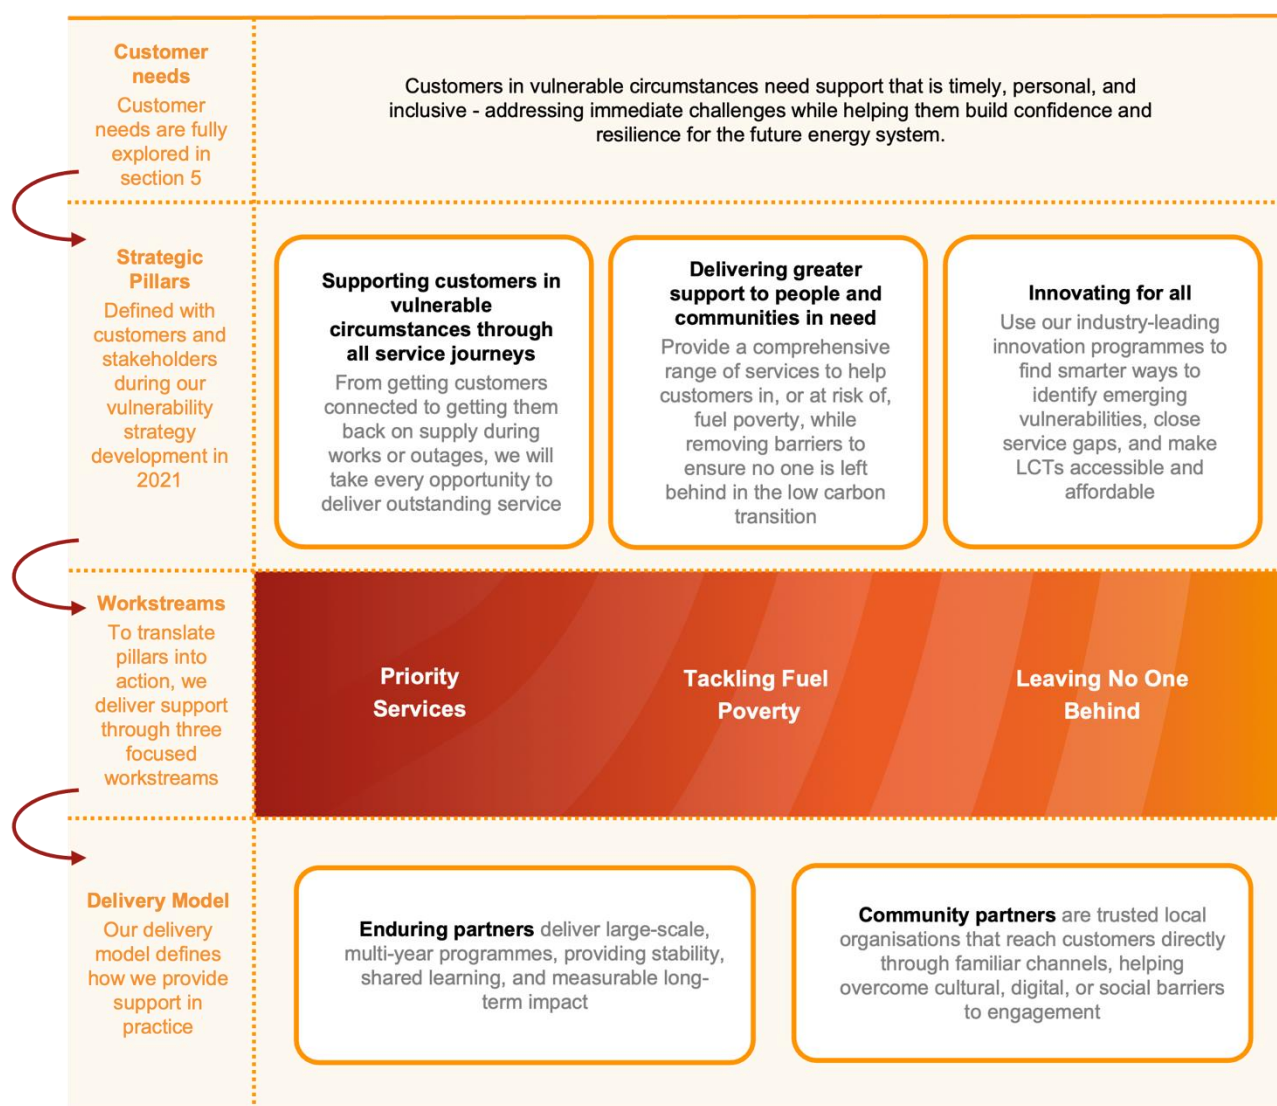 Customer
needs
Customer
needs are fully
explored in
section 5
Customers in vulnerable circumstances need support that is timely, personal, and
inclusive - addressing immediate challenges while helping them build confidence and
resilience for the future energy system.
Strategic
Pillars
Defined with
customers and
stakeholders
during our
vulnerability
strategy
development in
2021
Supporting customers in
vulnerable
circumstances through
all service journeys
From getting customers
connected to getting them
back on supply during
works or outages, we will
take every opportunity to
deliver outstanding service
Delivering greater
support to people and
communities in need
Provide a comprehensive
range of services to help
customers in, or at risk of,
fuel poverty, while
removing barriers to
ensure no one is left
behind in the low carbon
transition
Innovating for all
Use our industry-leading
innovation programmes to
find smarter ways to
identify emerging
vulnerabilities, close
service gaps, and make
LCTs accessible and
affordable
Workstreams
To translate
pillars into
action, we
deliver support
through three
focused
workstreams
Priority
Services
Tackling Fuel
Poverty
Leaving No One
Behind
Delivery Model
Our delivery
model defines
how we provide
support in
practice
Enduring partners deliver large-scale,
multi-year programmes, providing stability,
shared learning, and measurable long-
term impact
Community partners are trusted local
organisations that reach customers directly
through familiar channels, helping
overcome cultural, digital, or social barriers
to engagement